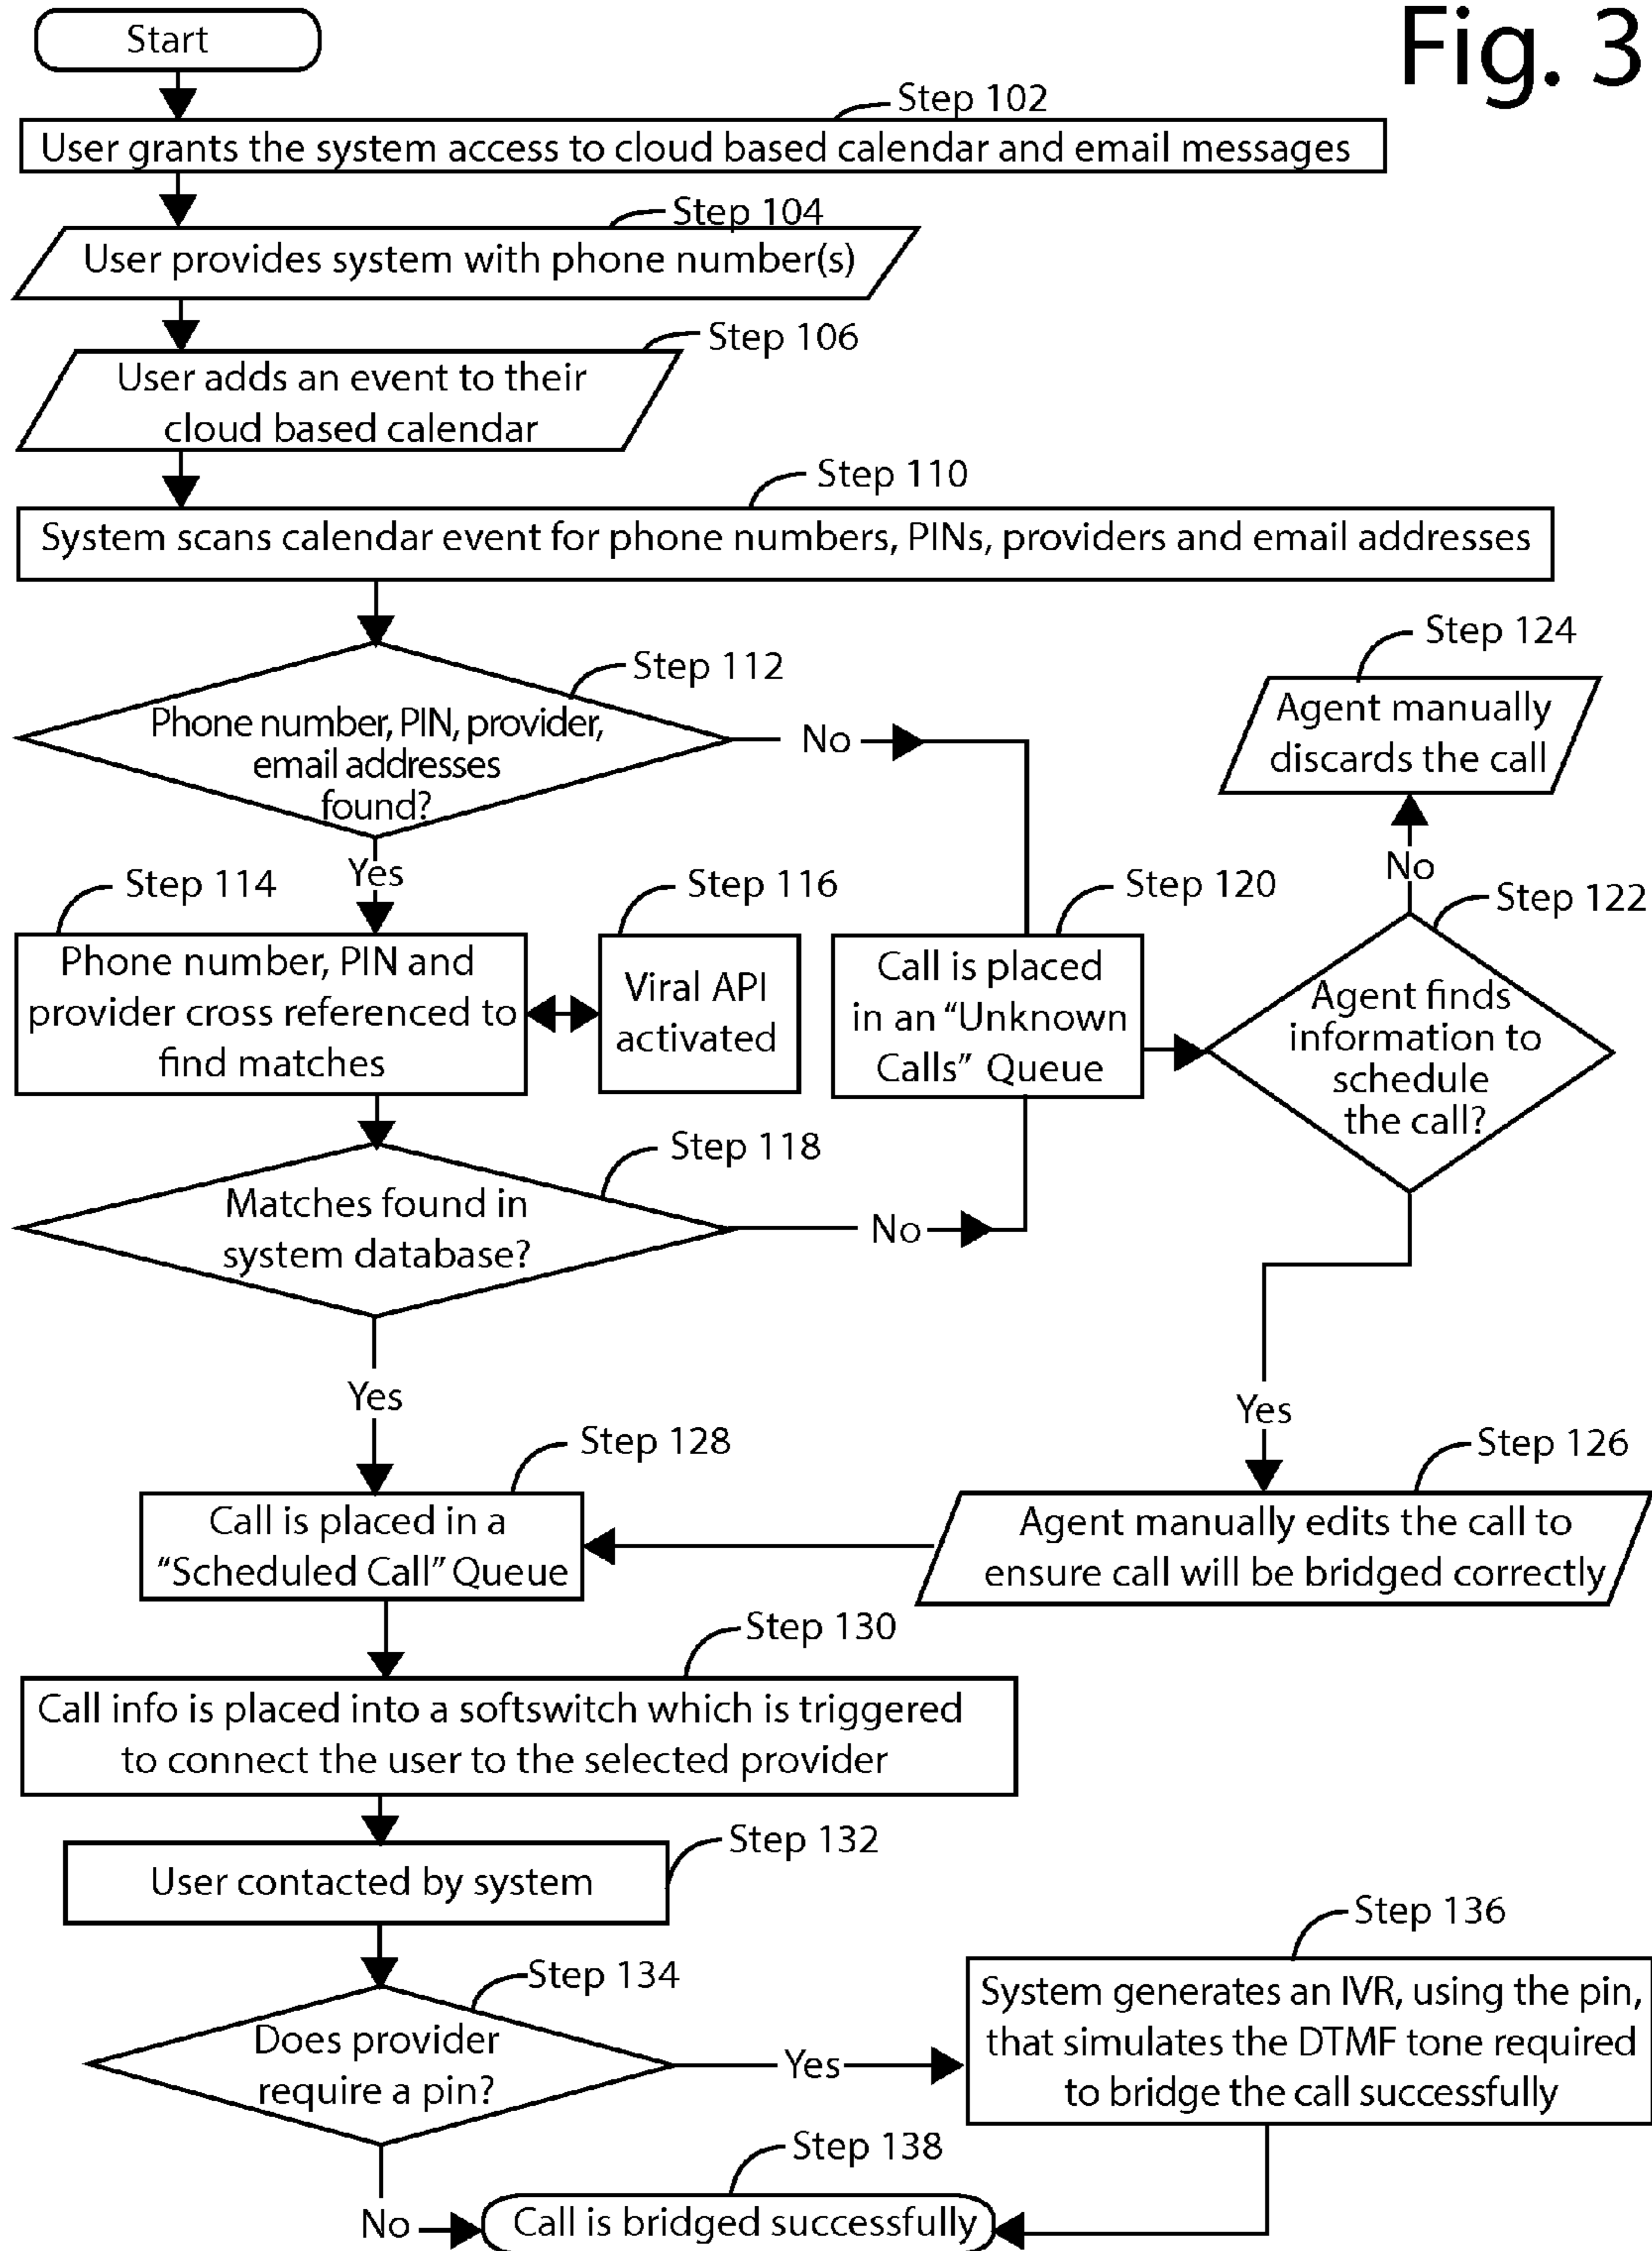 Fig. 3
Start
Step 102
User grants the system access to cloud based calendar and email messages
Step 104
User provides system with phone number(s)
Step 106
User adds an event to their
cloud based calendar
Step 110
System scans calendar event for phone numbers, PINs, providers and email addresses
Step 112
Phone number, PIN, provider,
email addresses
found?
No
Yes
Step 124
Agent manually
discards the call
No
Step 114
Phone number, PIN and
provider cross referenced to
find matches
Step 116
Viral API
activated
Step 120
Call is placed
in an “Unknown
Calls” Queue
Step 122
Agent finds
information to
schedule
the call?
Step 118
Matches found in
system database?
No
Yes
Yes
Step 128
Call is placed in a
“Scheduled Call” Queue
Step 126
Agent manually edits the call to
ensure call will be bridged correctly
Step 130
Call info is placed into a softswitch which is triggered
to connect the user to the selected provider
Step 132
User contacted by system
Step 134
Does provider
require a pin?
Yes
Step 136
System generates an IVR, using the pin,
that simulates the DTMF tone required
to bridge the call successfully
No
Step 138
Call is bridged successfully